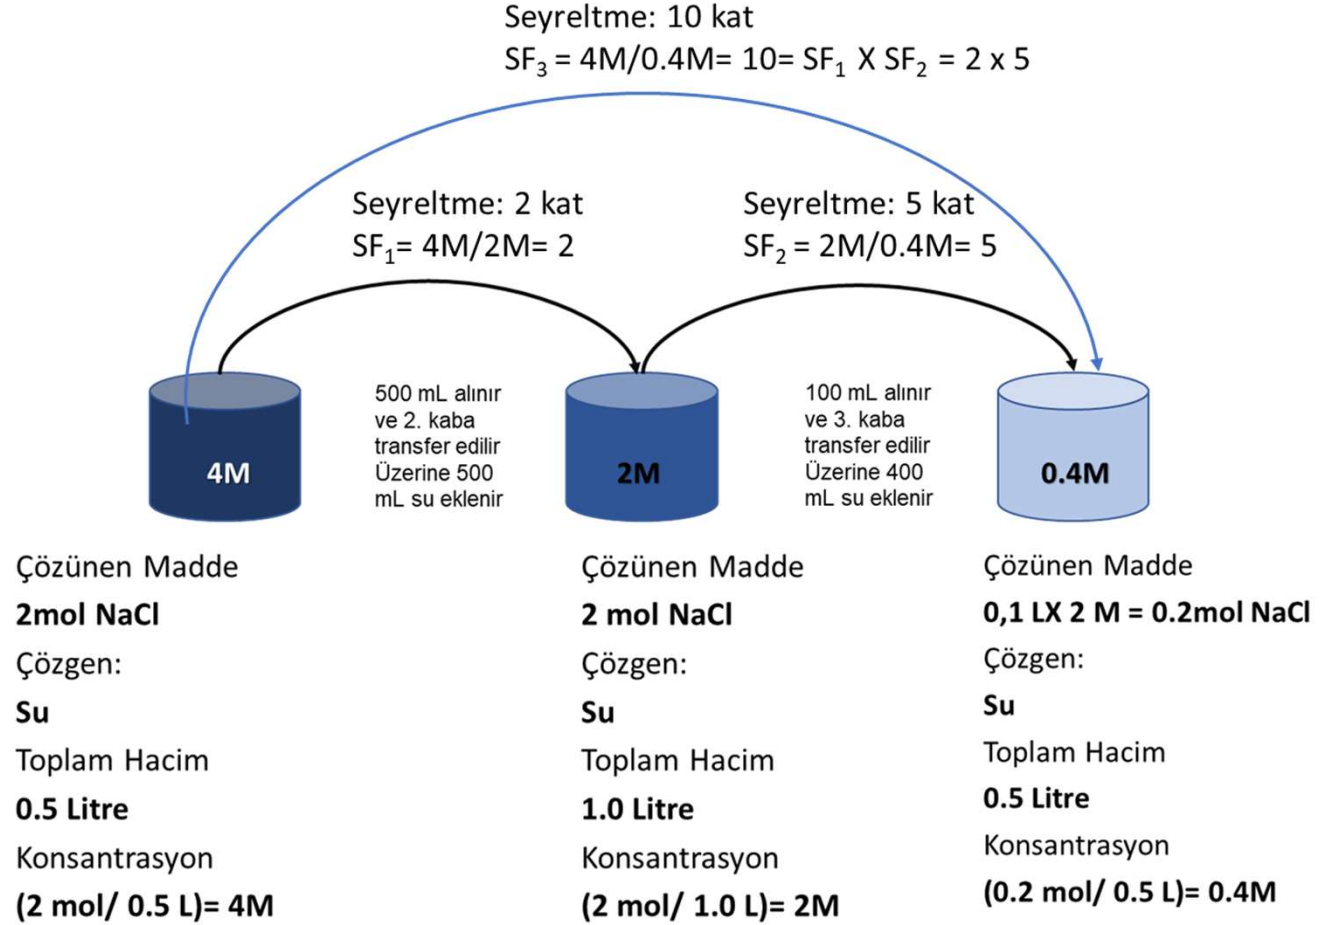 Seyreltme: 10 kat
SF₃ = 4M/0.4M= 10= SF₁ X SF₂ = 2 x 5
Seyreltme: 2 kat
SF₁= 4M/2M= 2
Seyreltme: 5 kat
SF₂ = 2M/0.4M= 5
4M
500 mL alınır
ve 2. kaba
transfer edilir
Üzerine 500
mL su eklenir
2M
100 mL alınır
ve 3. kaba
transfer edilir
Üzerine 400
mL su eklenir
0.4M
Çözünen Madde
2mol NaCl
Çözgen:
Su
Toplam Hacim
0.5 Litre
Konsantrasyon
(2 mol/ 0.5 L)= 4M
Çözünen Madde
2 mol NaCl
Çözgen:
Su
Toplam Hacim
1.0 Litre
Konsantrasyon
(2 mol/ 1.0 L)= 2M
Çözünen Madde
0,1 LX 2 M = 0.2mol NaCl
Çözgen:
Su
Toplam Hacim
0.5 Litre
Konsantrasyon
(0.2 mol/ 0.5 L)= 0.4M